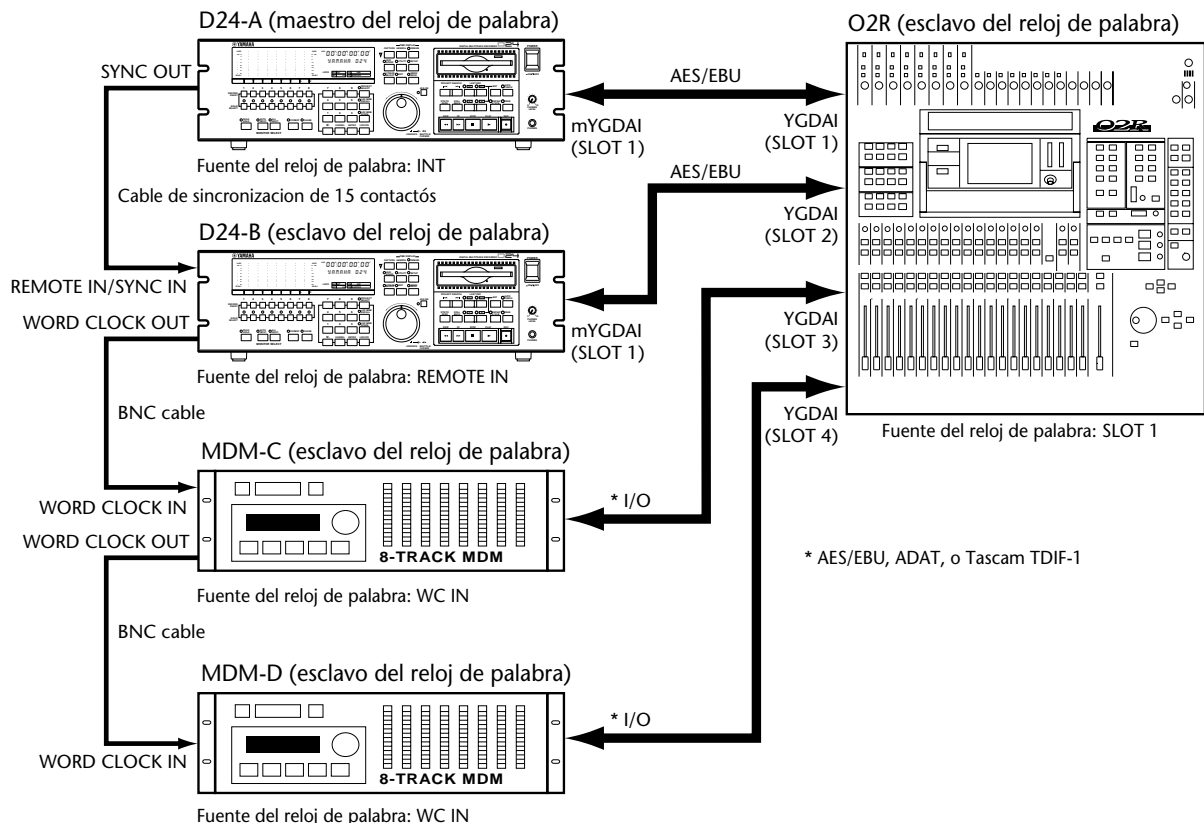 D24-A (maestro del reloj de palabra)
O2R (esclavo del reloj de palabra)
SYNC OUT
YAMAHA
AES/EBU
mYGDAI
(SLOT 1)
YGDAI
(SLOT 1)
O2R
Fuente del reloj de palabra: INT
AES/EBU
Cable de sincronizacion de 15 contactós
YGDAI
(SLOT 2)
D24-B (esclavo del reloj de palabra)
YAMAHA
REMOTE IN/SYNC IN
WORD CLOCK OUT
mYGDAI
(SLOT 1)
YGDAI
(SLOT 3)
Fuente del reloj de palabra: REMOTE IN
BNC cable
YGDAI
(SLOT 4)
Fuente del reloj de palabra: SLOT 1
MDM-C (esclavo del reloj de palabra)
WORD CLOCK IN
* I/O
WORD CLOCK OUT
8-TRACK MDM
* AES/EBU, ADAT, o Tascam TDIF-1
Fuente del reloj de palabra: WC IN
BNC cable
MDM-D (esclavo del reloj de palabra)
* I/O
WORD CLOCK IN
8-TRACK MDM
Fuente del reloj de palabra: WC IN